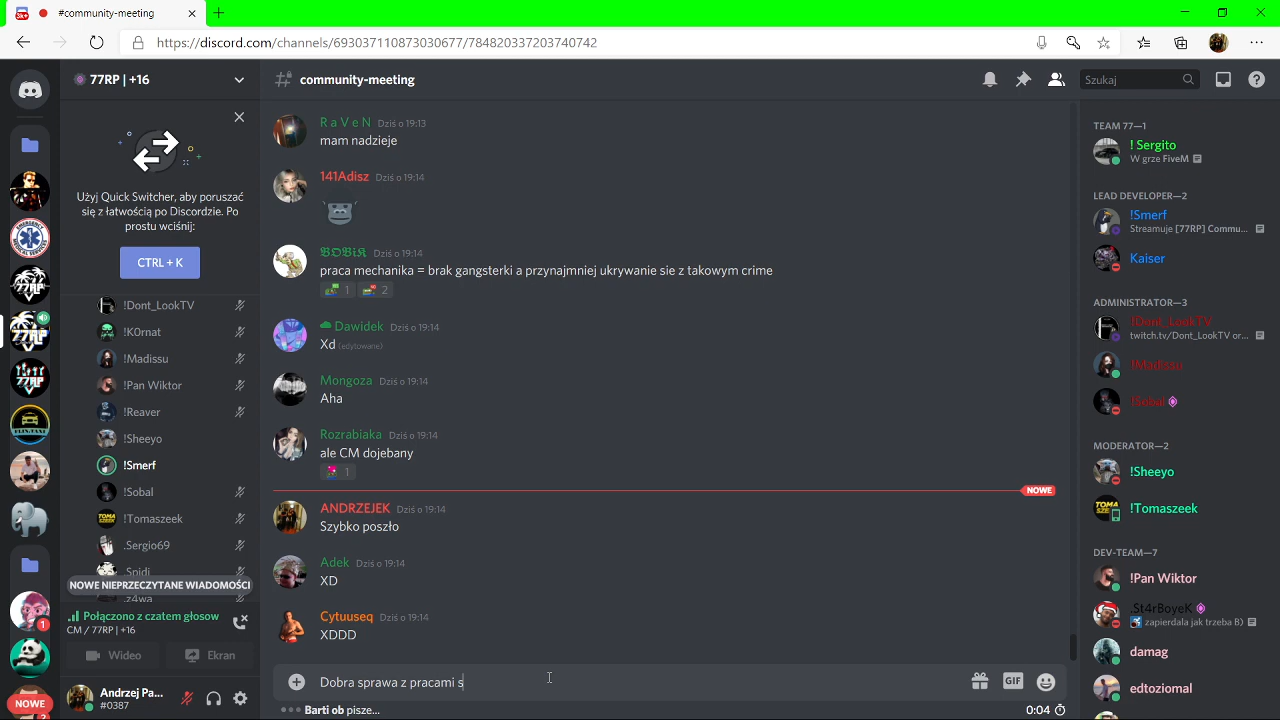 #community-meeting
https://discord.com/channels/693037110873030677/784820337203740742
77RP | +16
community-meeting
Szukaj
Użyj Quick Switcher, aby poruszać
się z łatwością po Discordzie. Po
prostu wciśnij:
CTRL + K
!Dont_LookTV
!K0rnat
!Madissu
!Pan Wiktor
!Reaver
!Sheeyo
!Smerf
!Sobal
!Tomaszeek
.Sergio69
.Spidi
.z4wa
NOWE NIEPRZECZYTANE WIADOMOŚCI
Połączono z czatem głosow
CM / 77RP | +16
Wideo
Ekran
Andrzej Pa...
#0387
NOWE
R a V e N Dziś o 19:13
mam nadzieje
141Adisz Dziś o 19:14
𝕭𝕺𝕭𝖎𝕽 Dziś o 19:14
praca mechanika = brak gangsterki a przynajmniej ukrywanie sie z takowym crime
1
2
Dawidek Dziś o 19:14
Xd (edytowane)
Mongoza Dziś o 19:14
Aha
Rozrabiaka Dziś o 19:14
ale CM dojebany
1
NOWE
ANDRZEJEK Dziś o 19:14
Szybko poszło
Adek Dziś o 19:14
XD
Cytuuseq Dziś o 19:14
XDDD
Dobra sprawa z pracami s
GIF
Barti ob pisze...
0:04
TEAM 77—1
! Sergito
W grze FiveM
LEAD DEVELOPER—2
!Smerf
Streamuje [77RP] Commu...
Kaiser
ADMINISTRATOR—3
!Dont_LookTV
twitch.tv/Dont_LookTV or...
!Madissu
!Sobal
MODERATOR—2
!Sheeyo
!Tomaszeek
DEV-TEAM—7
!Pan Wiktor
.St4rBoyeK
zapierdala jak trzeba B)
damag
edtoziomal